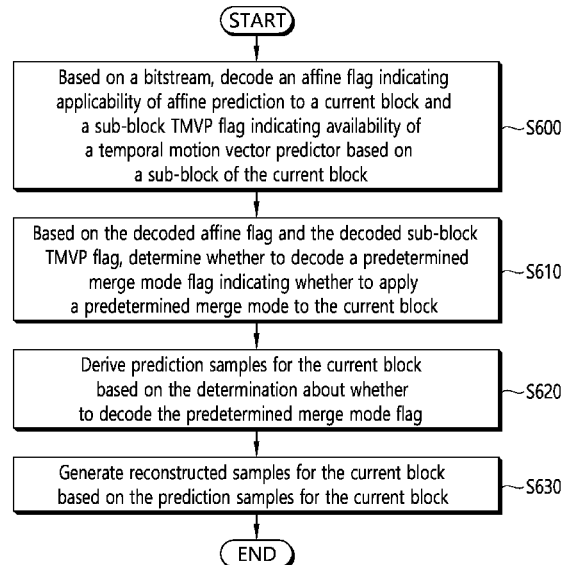 START
Based on a bitstream, decode an affine flag indicating
applicability of affine prediction to a current block and
a sub-block TMVP flag indicating availability of
a temporal motion vector predictor based on
a sub-block of the current block
S600
Based on the decoded affine flag and the decoded sub-block
TMVP flag, determine whether to decode a predetermined
merge mode flag indicating whether to apply
a predetermined merge mode to the current block
S610
Derive prediction samples for the current block
based on the determination about whether
to decode the predetermined merge mode flag
S620
Generate reconstructed samples for the current block
based on the prediction samples for the current block
S630
END